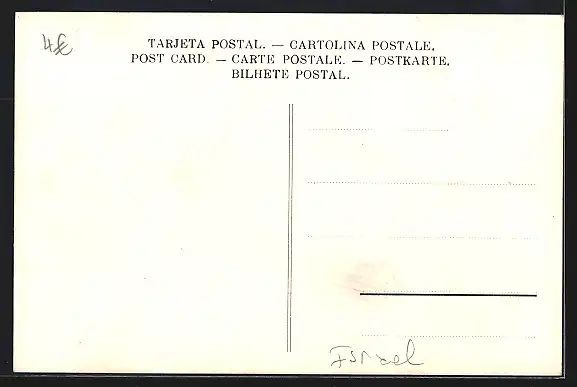 4€
TARJETA POSTAL. — CARTOLINA POSTALE,
POST CARD. — CARTE POSTALE. — POSTKARTE,
BILHETE POSTAL.
Israel